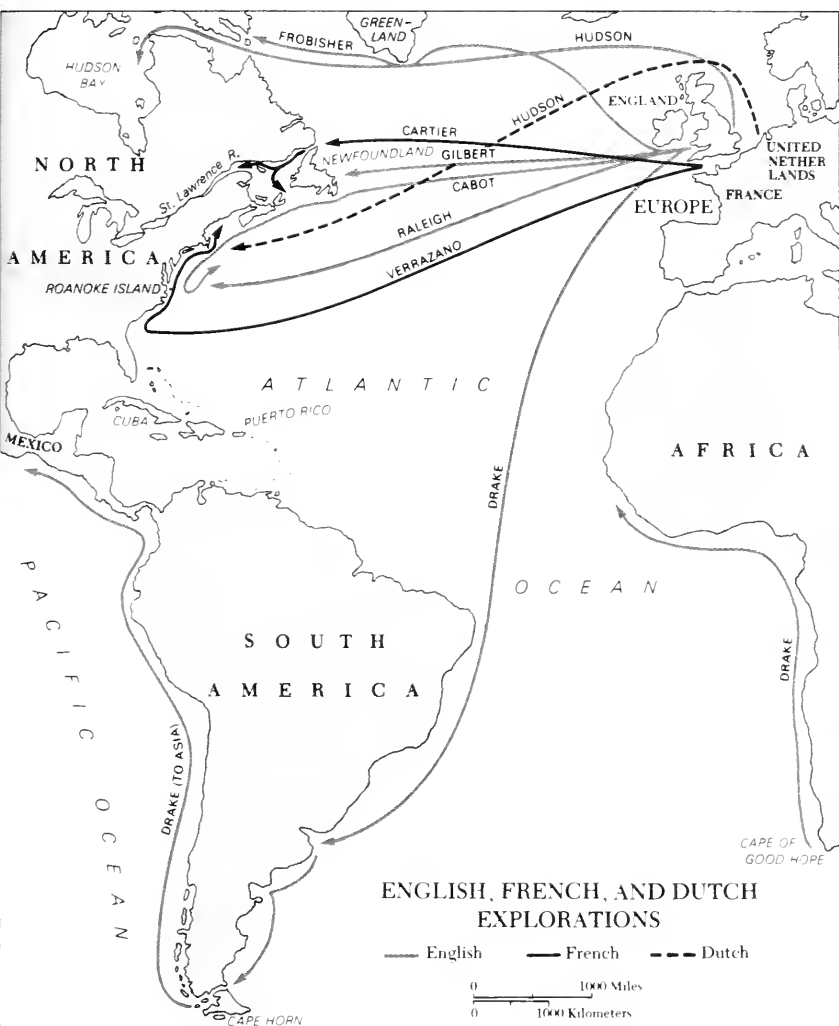 GREEN-
LAND
FROBISHER
HUDSON
HUDSON
BAY
HUDSON
ENGLAND
CARTIER
NEWFOUNDLAND
GILBERT
UNITED
NETHER
LANDS
NORTH
St. Lawrence R.
CABOT
FRANCE
EUROPE
RALEIGH
AMERICA
VERRAZANO
ROANOKE ISLAND
ATLANTIC
CUBA
PUERTO RICO
MEXICO
AFRICA
DRAKE
PACIFIC OCEAN
OCEAN
SOUTH
AMERICA
DRAKE
DRAKE (TO ASIA)
CAPE OF
GOOD HOPE
ENGLISH, FRENCH, AND DUTCH
EXPLORATIONS
English French Dutch
0 1000 Miles
0 1000 Kilometers
CAPE HORN